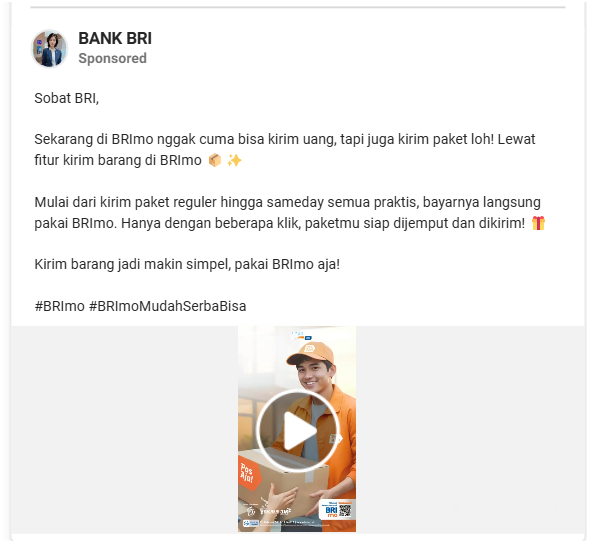 BANK BRI
Sponsored
Sobat BRI,
Sekarang di BRImo nggak cuma bisa kirim uang, tapi juga kirim paket loh! Lewat
fitur kirim barang di BRImo 📦 ✨
Mulai dari kirim paket reguler hingga sameday semua praktis, bayarnya langsung
pakai BRImo. Hanya dengan beberapa klik, paketmu siap dijemput dan dikirim! 🎁
Kirim barang jadi makin simpel, pakai BRImo aja!
#BRImo #BRImoMudahSerbaBisa
Pos
Aja!
BRI
mo